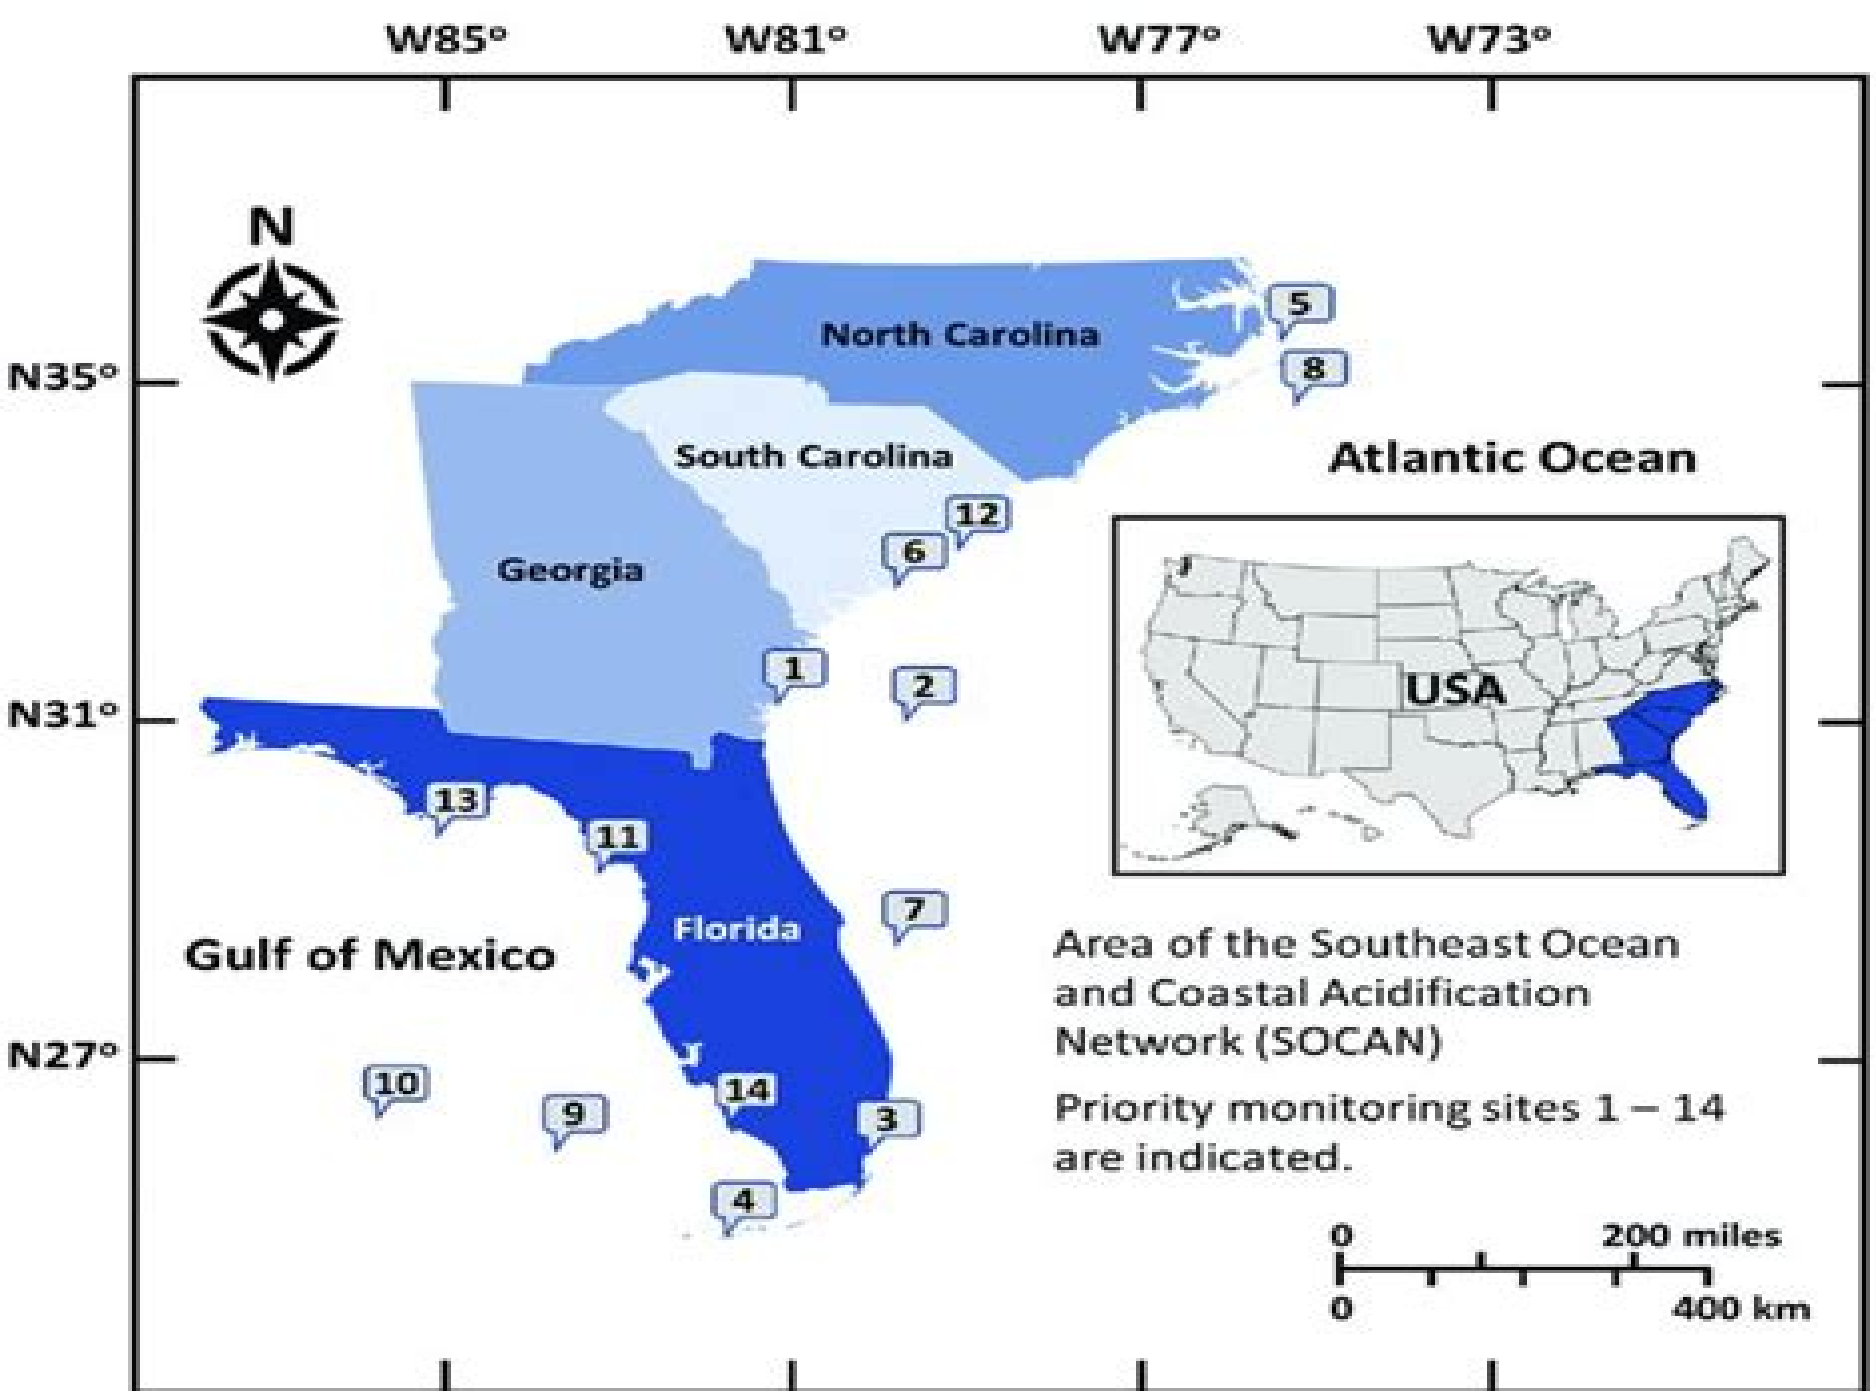 W85° W81° W77° W73°
N
N35°
N31°
N27°
North Carolina
South Carolina
Georgia
Florida
5
8
12
6
1
2
13
11
7
10
9
14
3
4
Atlantic Ocean
Gulf of Mexico
USA
Area of the Southeast Ocean
and Coastal Acidification
Network (SOCAN)
Priority monitoring sites 1 – 14
are indicated.
0 200 miles
0 400 km